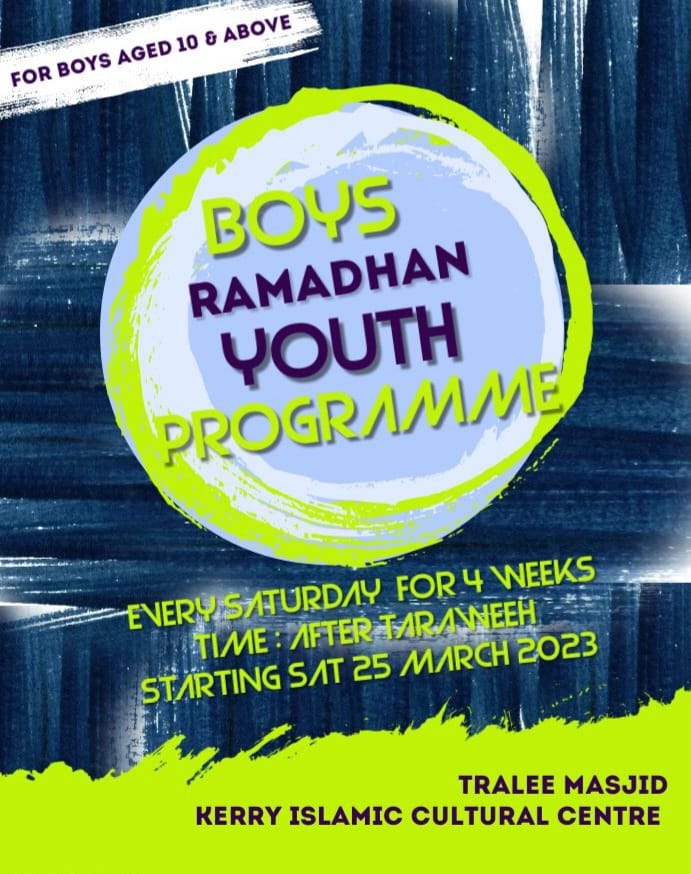 FOR BOYS AGED 10 & ABOVE
BOYS
RAMADHAN
YOUTH
PROGRAMME
EVERY SATURDAY FOR 4 WEEKS
TIME : AFTER TARAWEEH
STARTING SAT 25 MARCH 2023
TRALEE MASJID
KERRY ISLAMIC CULTURAL CENTRE